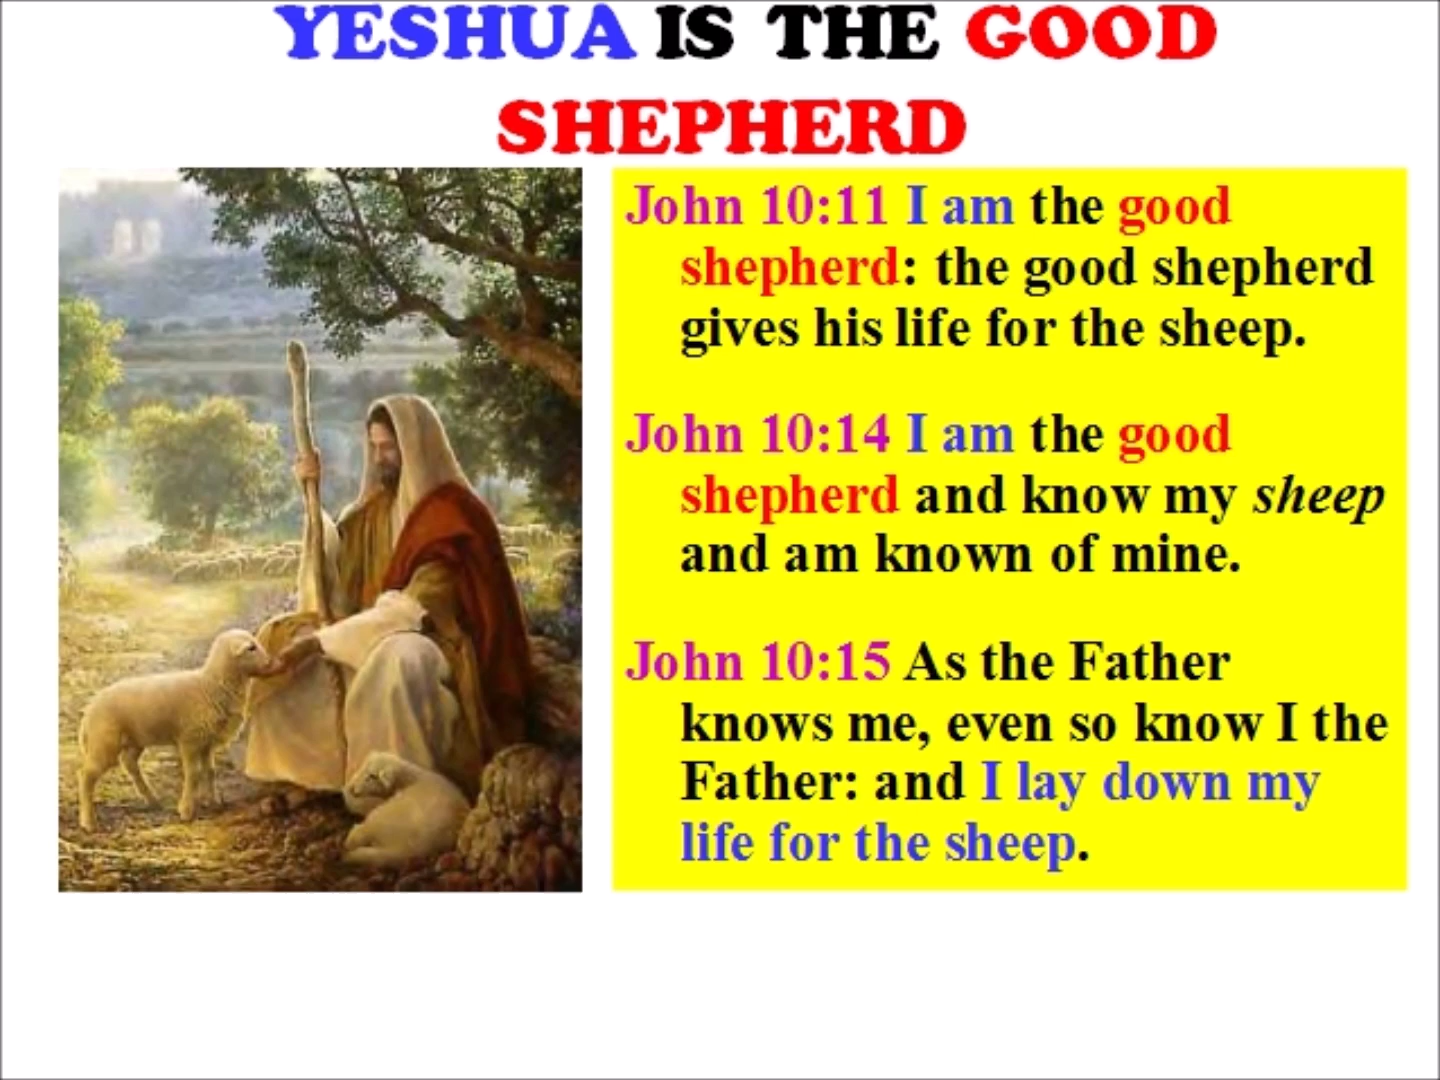 YESHUA IS THE GOOD
SHEPHERD
John 10:11 I am the good
shepherd: the good shepherd
gives his life for the sheep.
John 10:14 I am the good
shepherd and know my sheep
and am known of mine.
John 10:15 As the Father
knows me, even so know I the
Father: and I lay down my
life for the sheep.